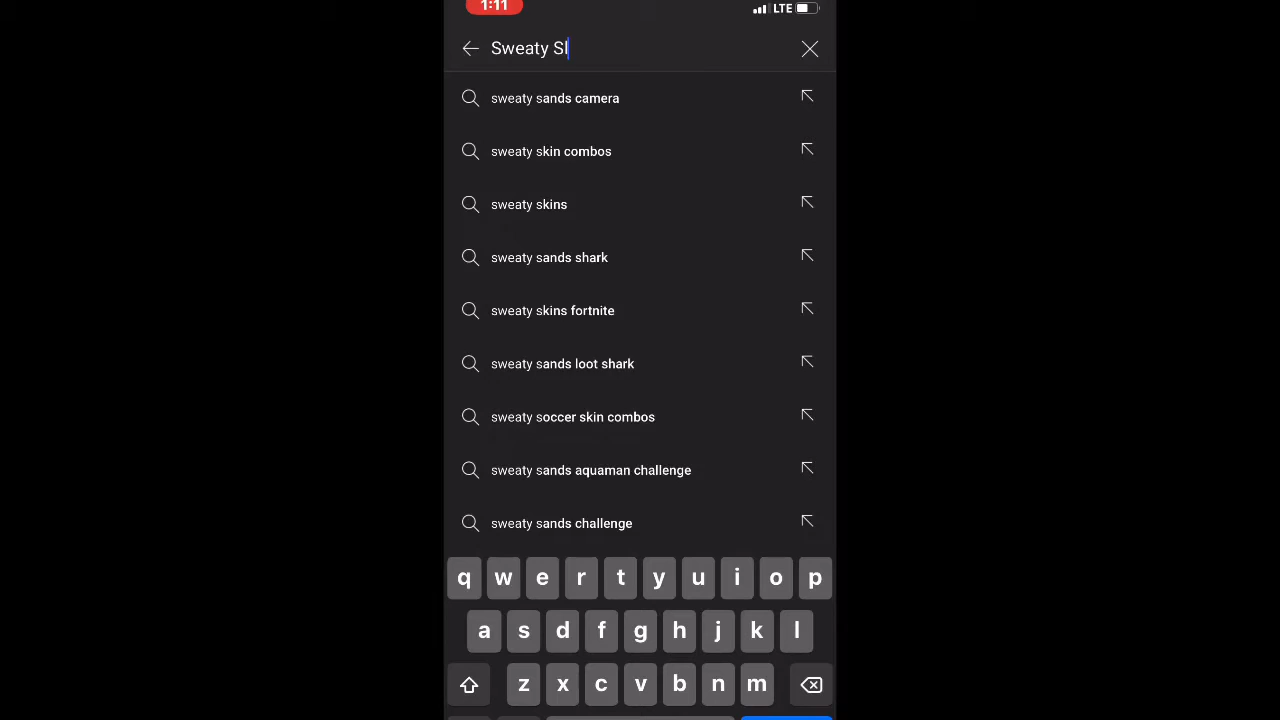 1:11 LTE
Sweaty Sl
sweaty sands camera
sweaty skin combos
sweaty skins
sweaty sands shark
sweaty skins fortnite
sweaty sands loot shark
sweaty soccer skin combos
sweaty sands aquaman challenge
sweaty sands challenge
q w e r t y u i o p
a s d f g h j k l
z x c v b n m